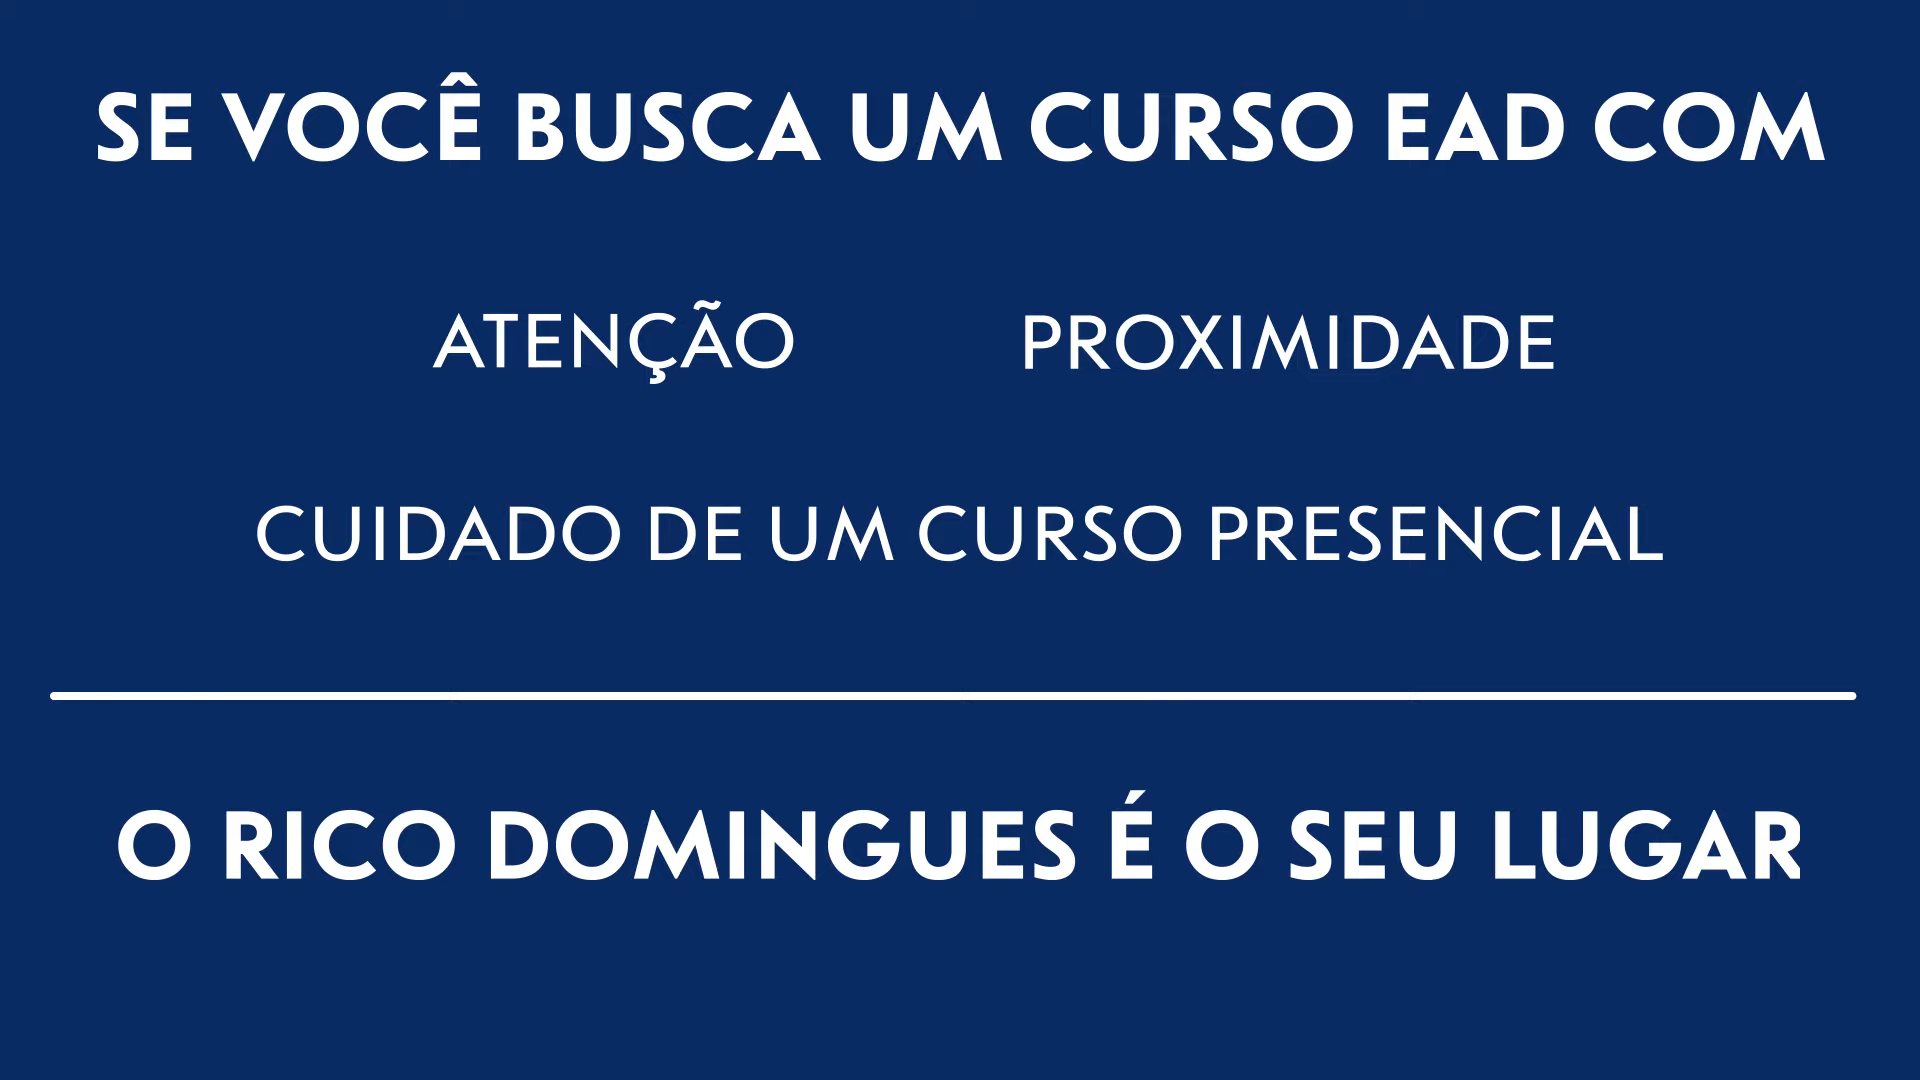 SE VOCÊ BUSCA UM CURSO EAD COM
ATENÇÃO PROXIMIDADE
CUIDADO DE UM CURSO PRESENCIAL
O RICO DOMINGUES É O SEU LUGAR